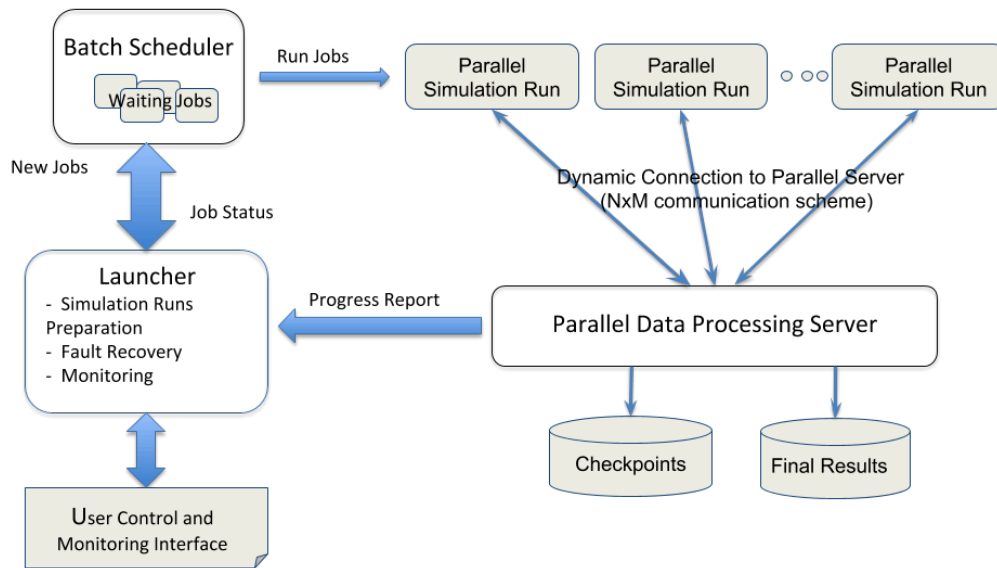 Batch Scheduler
Waiting Jobs
Run Jobs
Parallel
Simulation Run
Parallel
Simulation Run
Parallel
Simulation Run
New Jobs
Job Status
Dynamic Connection to Parallel Server
(NxM communication scheme)
Launcher
- Simulation Runs
Preparation
- Fault Recovery
- Monitoring
Progress Report
Parallel Data Processing Server
Checkpoints
Final Results
User Control and
Monitoring Interface